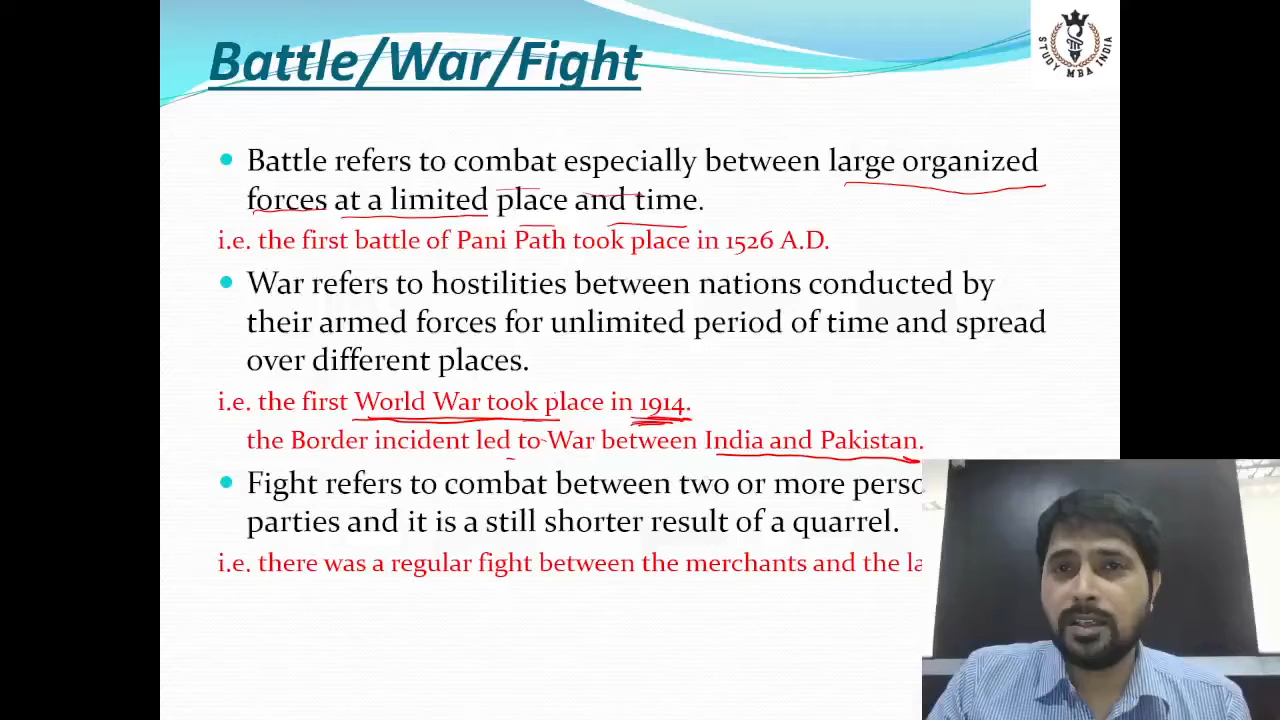 Battle/War/Fight
STUDY MBA INDIA
Battle refers to combat especially between large organized
forces at a limited place and time.
i.e. the first battle of Pani Path took place in 1526 A.D.
War refers to hostilities between nations conducted by
their armed forces for unlimited period of time and spread
over different places.
i.e. the first World War took place in 1914.
the Border incident led to War between India and Pakistan.
Fight refers to combat between two or more
parties and it is a still shorter result of a quarrel.
i.e. there was a regular fight between the merchants and the